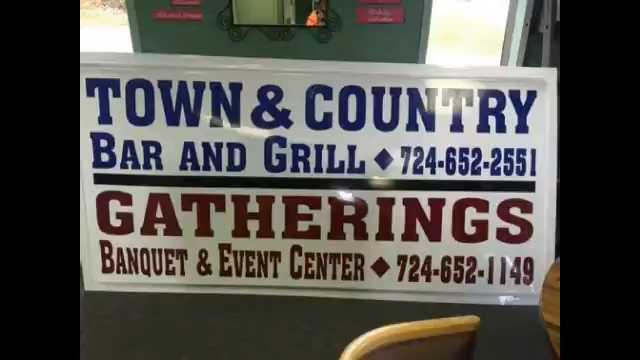 TOWN & COUNTRY
BAR AND GRILL ♦ 724-652-2551
GATHERINGS
BANQUET & EVENT CENTER ♦ 724-652-1149